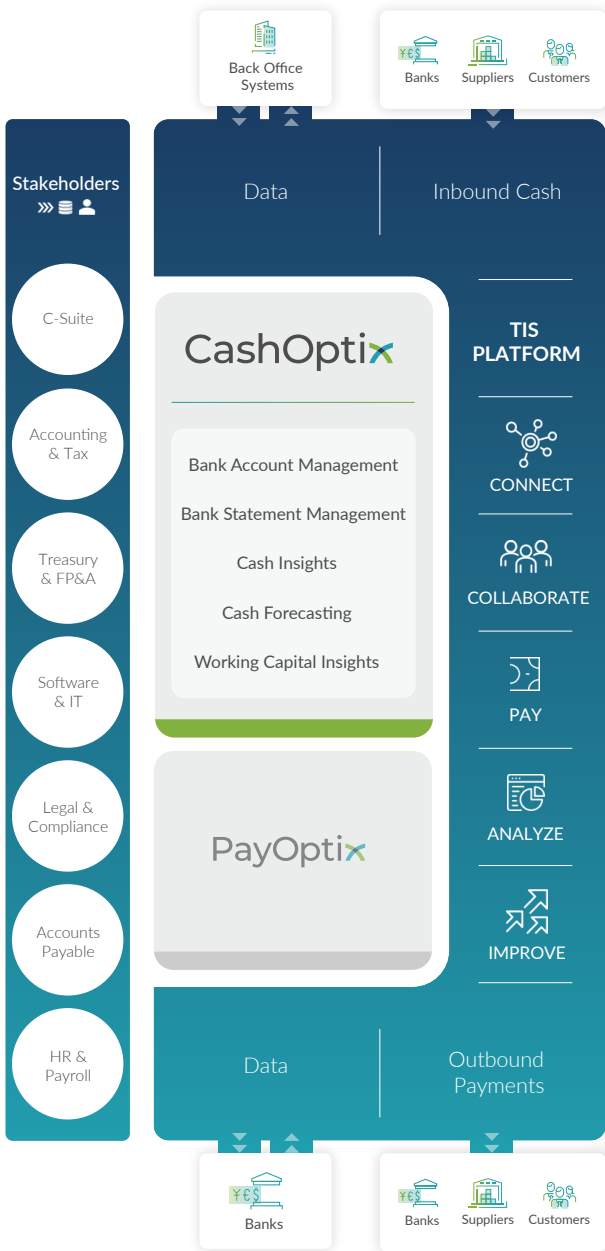 Back Office
Systems
¥€$
Banks
Suppliers
Customers
Stakeholders
Data
Inbound Cash
C-Suite
Accounting
& Tax
Treasury
& FP&A
Software
& IT
Legal &
Compliance
Accounts
Payable
HR &
Payroll
CashOptix
Bank Account Management
Bank Statement Management
Cash Insights
Cash Forecasting
Working Capital Insights
PayOptix
TIS
PLATFORM
CONNECT
COLLABORATE
PAY
ANALYZE
IMPROVE
Data
Outbound
Payments
¥€$
Banks
¥€$
Banks
Suppliers
Customers